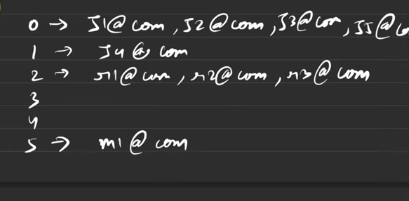 0 → J1@com, J2@com, J3@com, J5@co
1 → J4@com
2 → m1@com, m2@com, m3@com
3
4
5 → m1@com